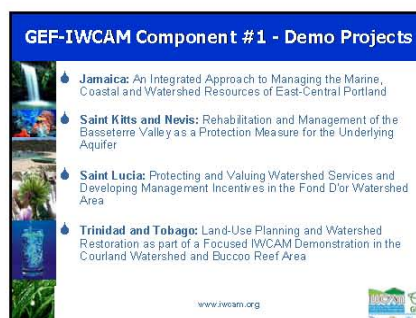 GEF-IWCAM Component #1 - Demo Projects
Jamaica: An Integrated Approach to Managing the Marine,
Coastal and Watershed Resources of East-Central Portland
Saint Kitts and Nevis: Rehabilitation and Management of the
Basseterre Valley as a Protection Measure for the Underlying
Aquifer
Saint Lucia: Protecting and Valuing Watershed Services and
Developing Management Incentives in the Fond D'or Watershed
Area
Trinidad and Tobago: Land-Use Planning and Watershed
Restoration as part of a Focused IWCAM Demonstration in the
Courland Watershed and Buccoo Reef Area
www.iwcam.org
IWCAM